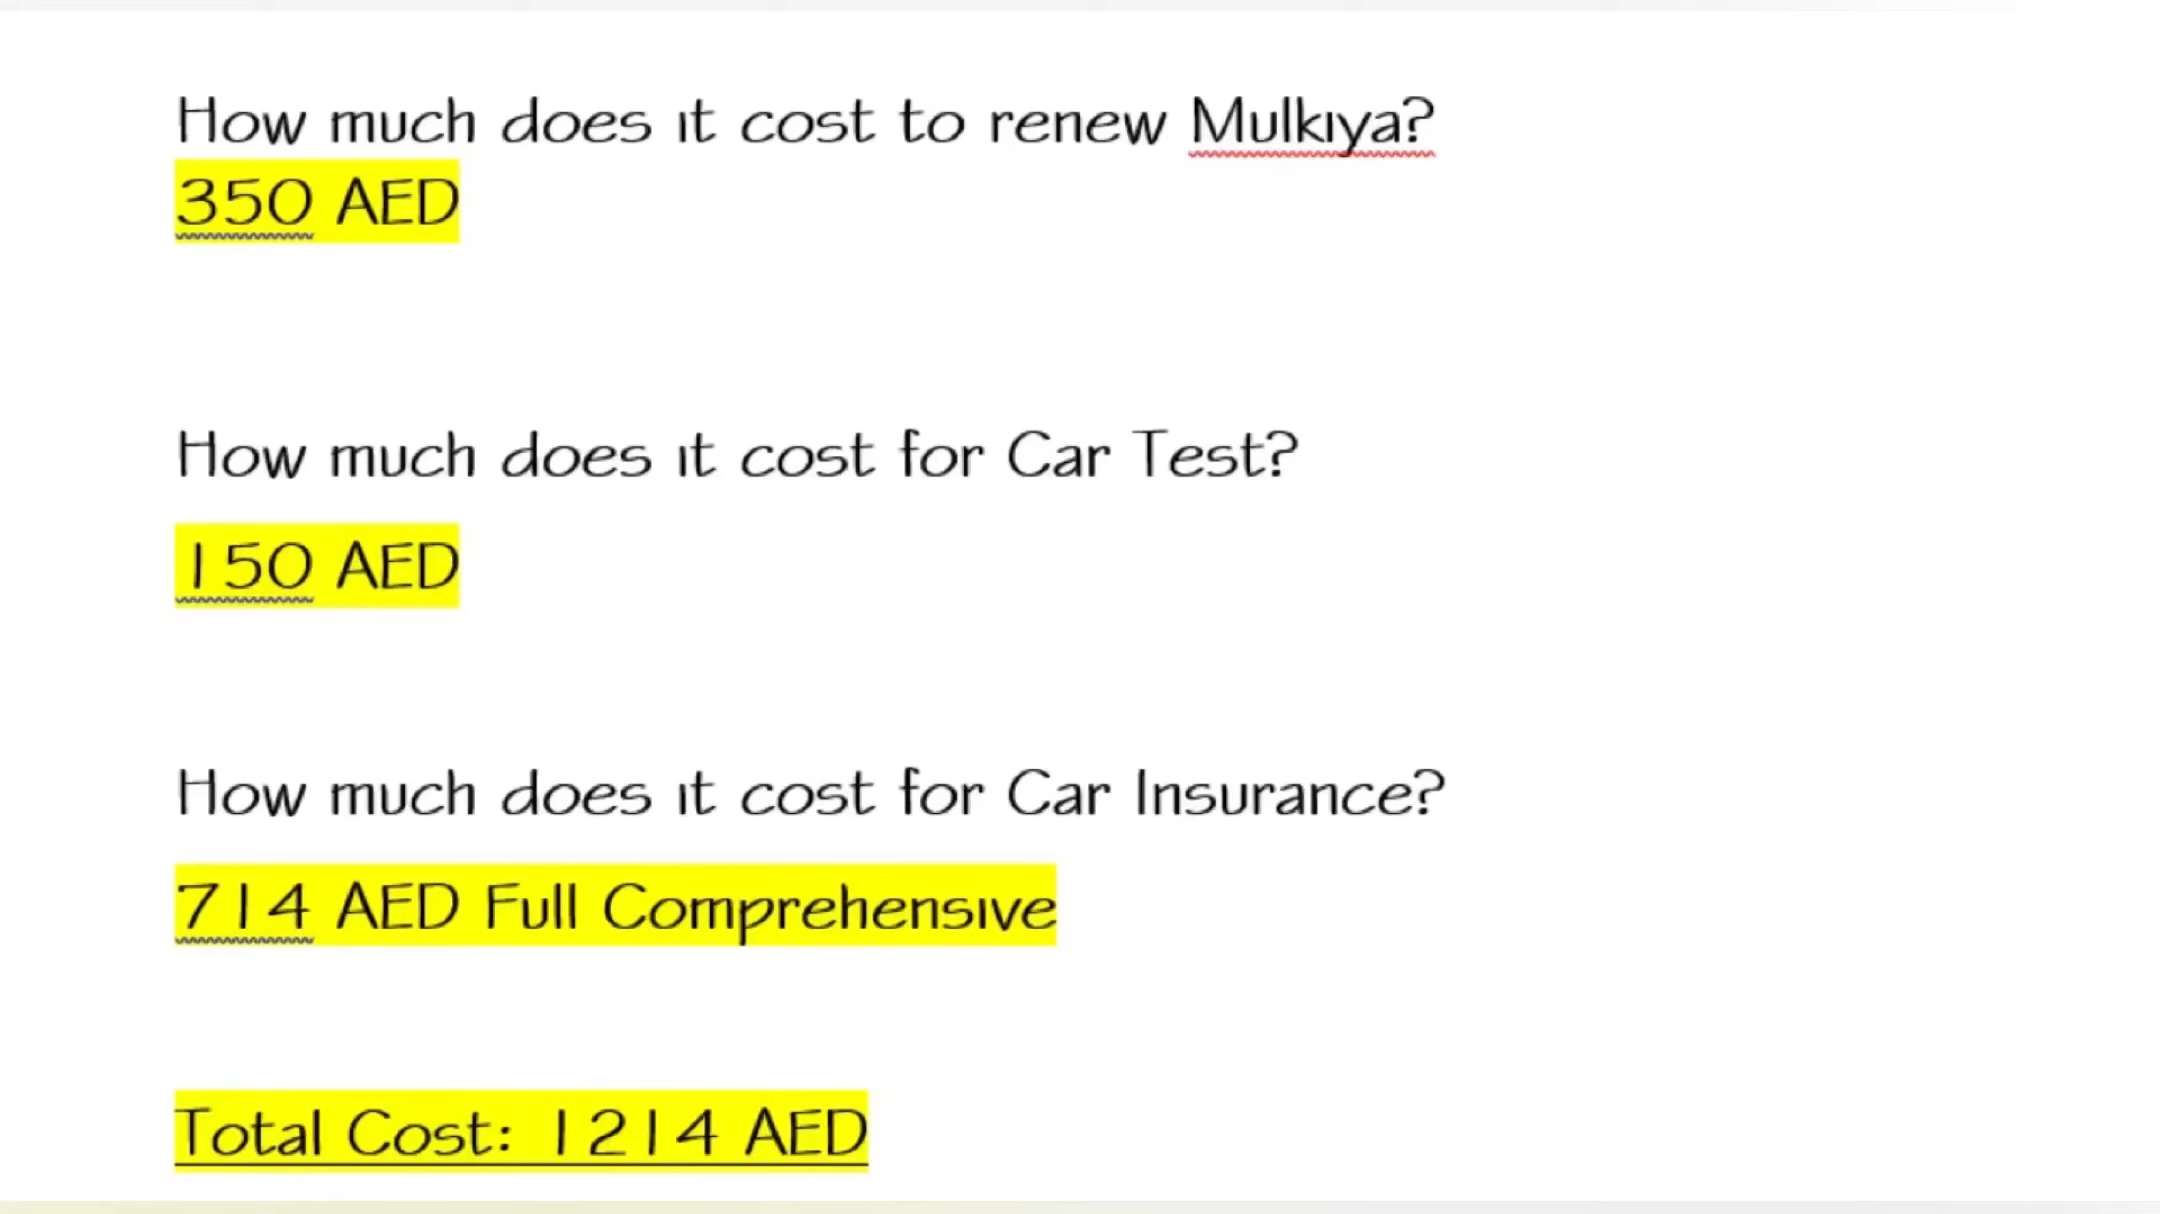 How much does it cost to renew Mulkiya?
350 AED
How much does it cost for Car Test?
150 AED
How much does it cost for Car Insurance?
714 AED Full Comprehensive
Total Cost: 1214 AED